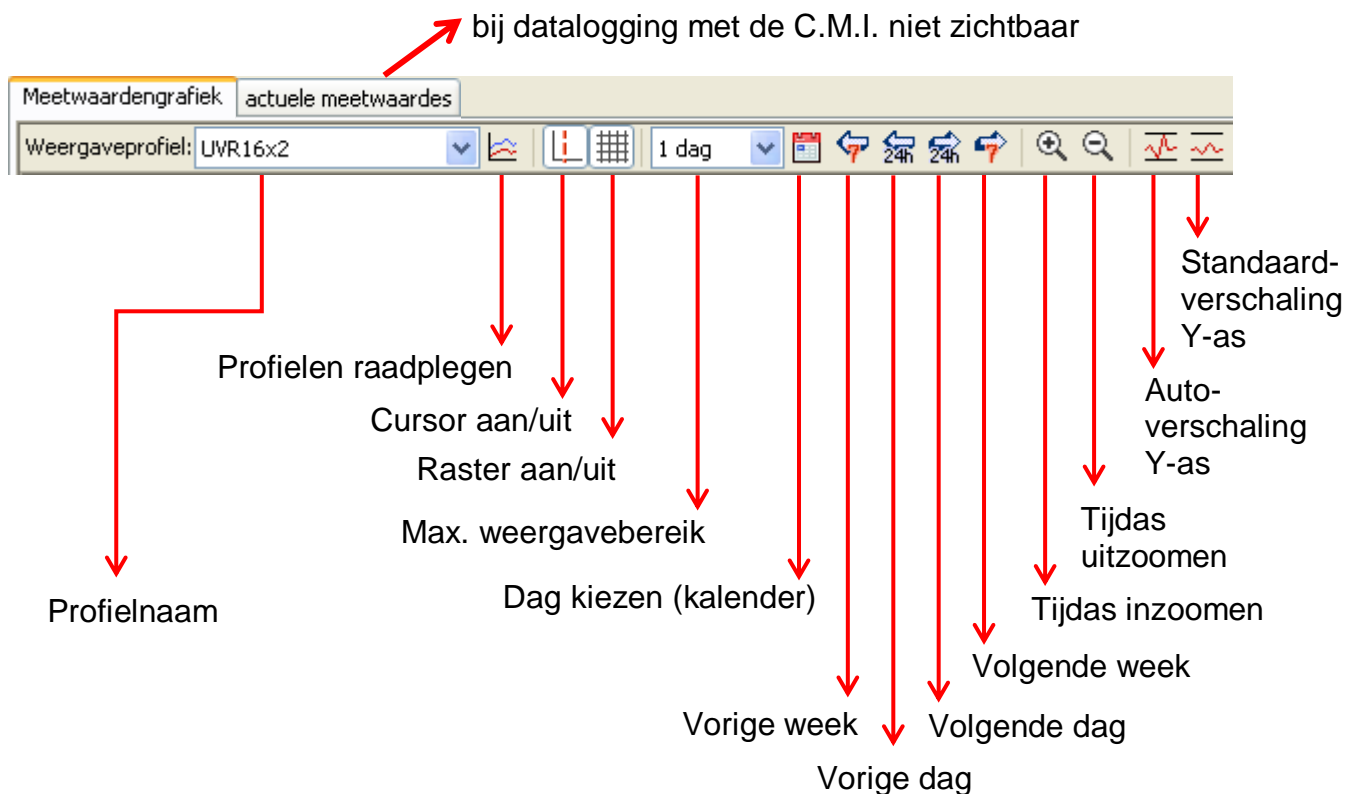 bij datalogging met de C.M.I. niet zichtbaar
Meetwaardengrafiek
actuele meetwaardes
Weergaveprofiel:
UVR16x2
1 dag
7
24h
24h
7
Standaard-
verschaling
Y-as
Profielen raadplegen
Auto-
verschaling
Y-as
Cursor aan/uit
Raster aan/uit
Max. weergavebereik
Tijdas
uitzoomen
Dag kiezen (kalender)
Profielnaam
Tijdas inzoomen
Volgende week
Vorige week
Volgende dag
Vorige dag